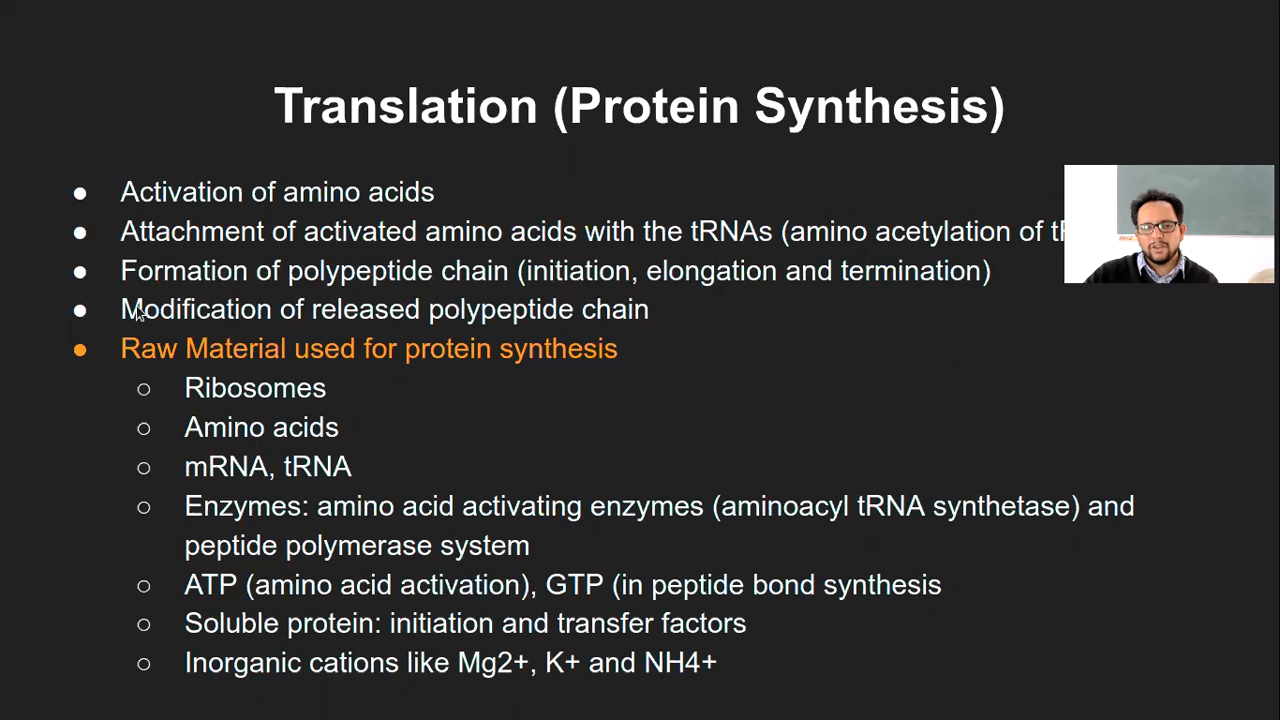 Translation (Protein Synthesis)
● Activation of amino acids
● Attachment of activated amino acids with the tRNAs (amino acetylation of
● Formation of polypeptide chain (initiation, elongation and termination)
● Modification of released polypeptide chain
● Raw Material used for protein synthesis
○ Ribosomes
○ Amino acids
○ mRNA, tRNA
○ Enzymes: amino acid activating enzymes (aminoacyl tRNA synthetase) and
peptide polymerase system
○ ATP (amino acid activation), GTP (in peptide bond synthesis
○ Soluble protein: initiation and transfer factors
○ Inorganic cations like Mg2+, K+ and NH4+